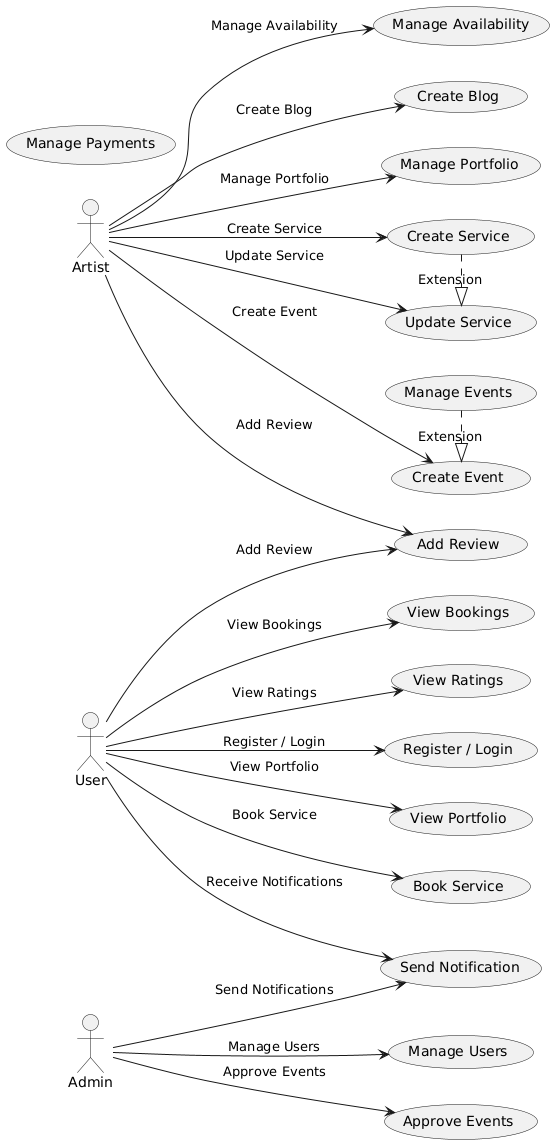 Manage Availability
Manage Availability
Create Blog
Create Blog
Manage Payments
Manage Portfolio
Manage Portfolio
Create Service
Create Service
Artist
Update Service
Extension
Create Event
Update Service
Manage Events
Add Review
Extension
Create Event
Add Review
Add Review
View Bookings
View Bookings
View Ratings
View Ratings
Register / Login
Register / Login
View Portfolio
User
Book Service
View Portfolio
Receive Notifications
Book Service
Send Notification
Send Notifications
Manage Users
Manage Users
Approve Events
Admin
Approve Events